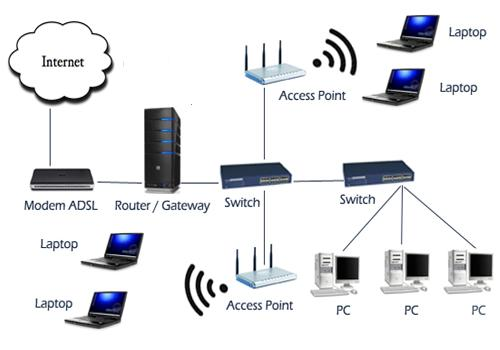 Internet
Laptop
Laptop
Access Point
Modem ADSL
Router / Gateway
Switch
Switch
Laptop
Laptop
Access Point
PC
PC
PC